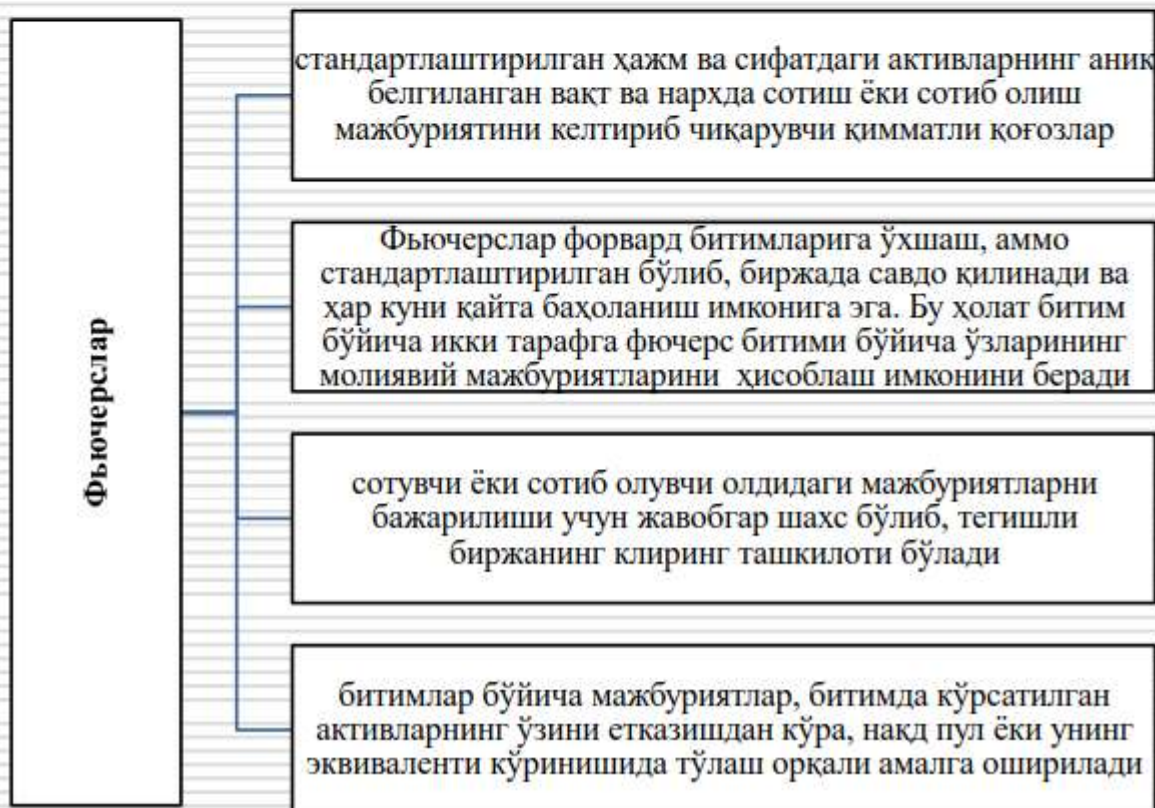 Фьючерслар
стандартлаштирилган ҳажм ва сифатдаги активларнинг аниқ
белгиланган вақт ва нархда сотиш ёки сотиб олиш
мажбуриятини келтириб чиқарувчи қимматли қоғозлар
Фьючерслар форвард битимларига ўхшаш, аммо
стандартлаштирилган бўлиб, биржада савдо қилинади ва
ҳар куни қайта баҳоланиш имконига эга. Бу ҳолат битим
бўйича икки тарафга фючерс битими бўйича ўзларининг
молиявий мажбуриятларини ҳисоблаш имконини беради
сотувчи ёки сотиб олувчи олдидаги мажбуриятларни
бажарилиши учун жавобгар шахс бўлиб, тегишли
биржанинг клиринг ташкилоти бўлади
битимлар бўйича мажбуриятлар, битимда кўрсатилган
активларнинг ўзини етказишдан кўра, нақд пул ёки унинг
эквиваленти кўринишида тўлаш орқали амалга оширилади